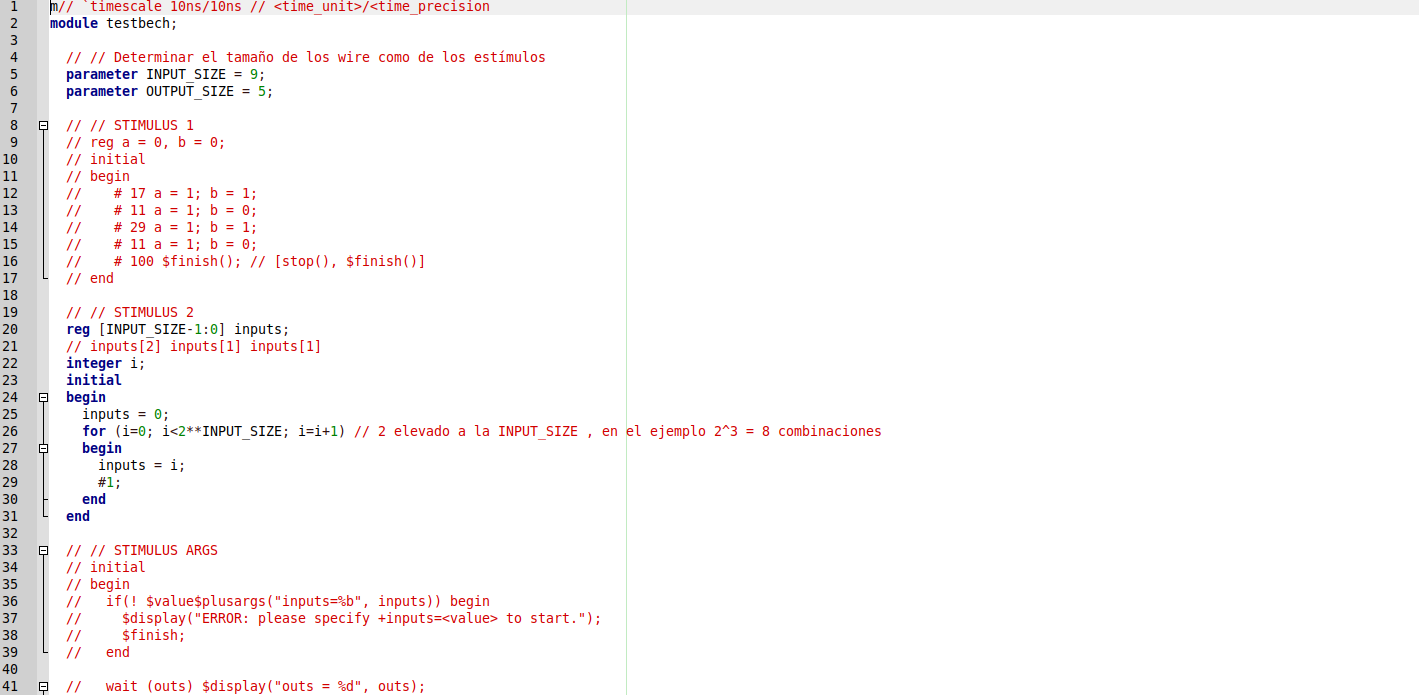 1 m// `timescale 10ns/10ns // <time_unit>/<time_precision
2 module testbech;
3
4 // // Determinar el tamaño de los wire como de los estímulos
5 parameter INPUT_SIZE = 9;
6 parameter OUTPUT_SIZE = 5;
7
8 // // STIMULUS 1
9 // reg a = 0, b = 0;
10 // initial
11 // begin
12 //    # 17 a = 1; b = 1;
13 //    # 11 a = 1; b = 0;
14 //    # 29 a = 1; b = 1;
15 //    # 11 a = 1; b = 0;
16 //    # 100 $finish(); // [stop(), $finish()]
17 // end
18
19 // // STIMULUS 2
20 reg [INPUT_SIZE-1:0] inputs;
21 // inputs[2] inputs[1] inputs[1]
22 integer i;
23 initial
24 begin
25   inputs = 0;
26   for (i=0; i<2**INPUT_SIZE; i=i+1) // 2 elevado a la INPUT_SIZE , en el ejemplo 2^3 = 8 combinaciones
27   begin
28     inputs = i;
29     #1;
30   end
31 end
32
33 // // STIMULUS ARGS
34 // initial
35 // begin
36 //   if(! $value$plusargs("inputs=%b", inputs)) begin
37 //     $display("ERROR: please specify +inputs=<value> to start.");
38 //     $finish;
39 //   end
40
41 //   wait (outs) $display("outs = %d", outs);